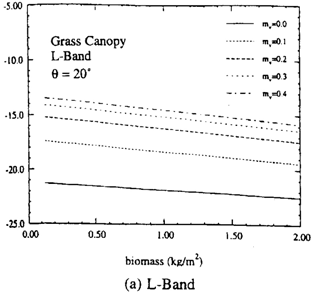 -5.00
Grass Canopy
L-Band
θ = 20°
mᵥ=0.0
mᵥ=0.1
mᵥ=0.2
mᵥ=0.3
mᵥ=0.4
-10.0
-15.0
-20.0
-25.0
0.00 0.50 1.00 1.50 2.00
biomass (kg/m²)
(a) L-Band